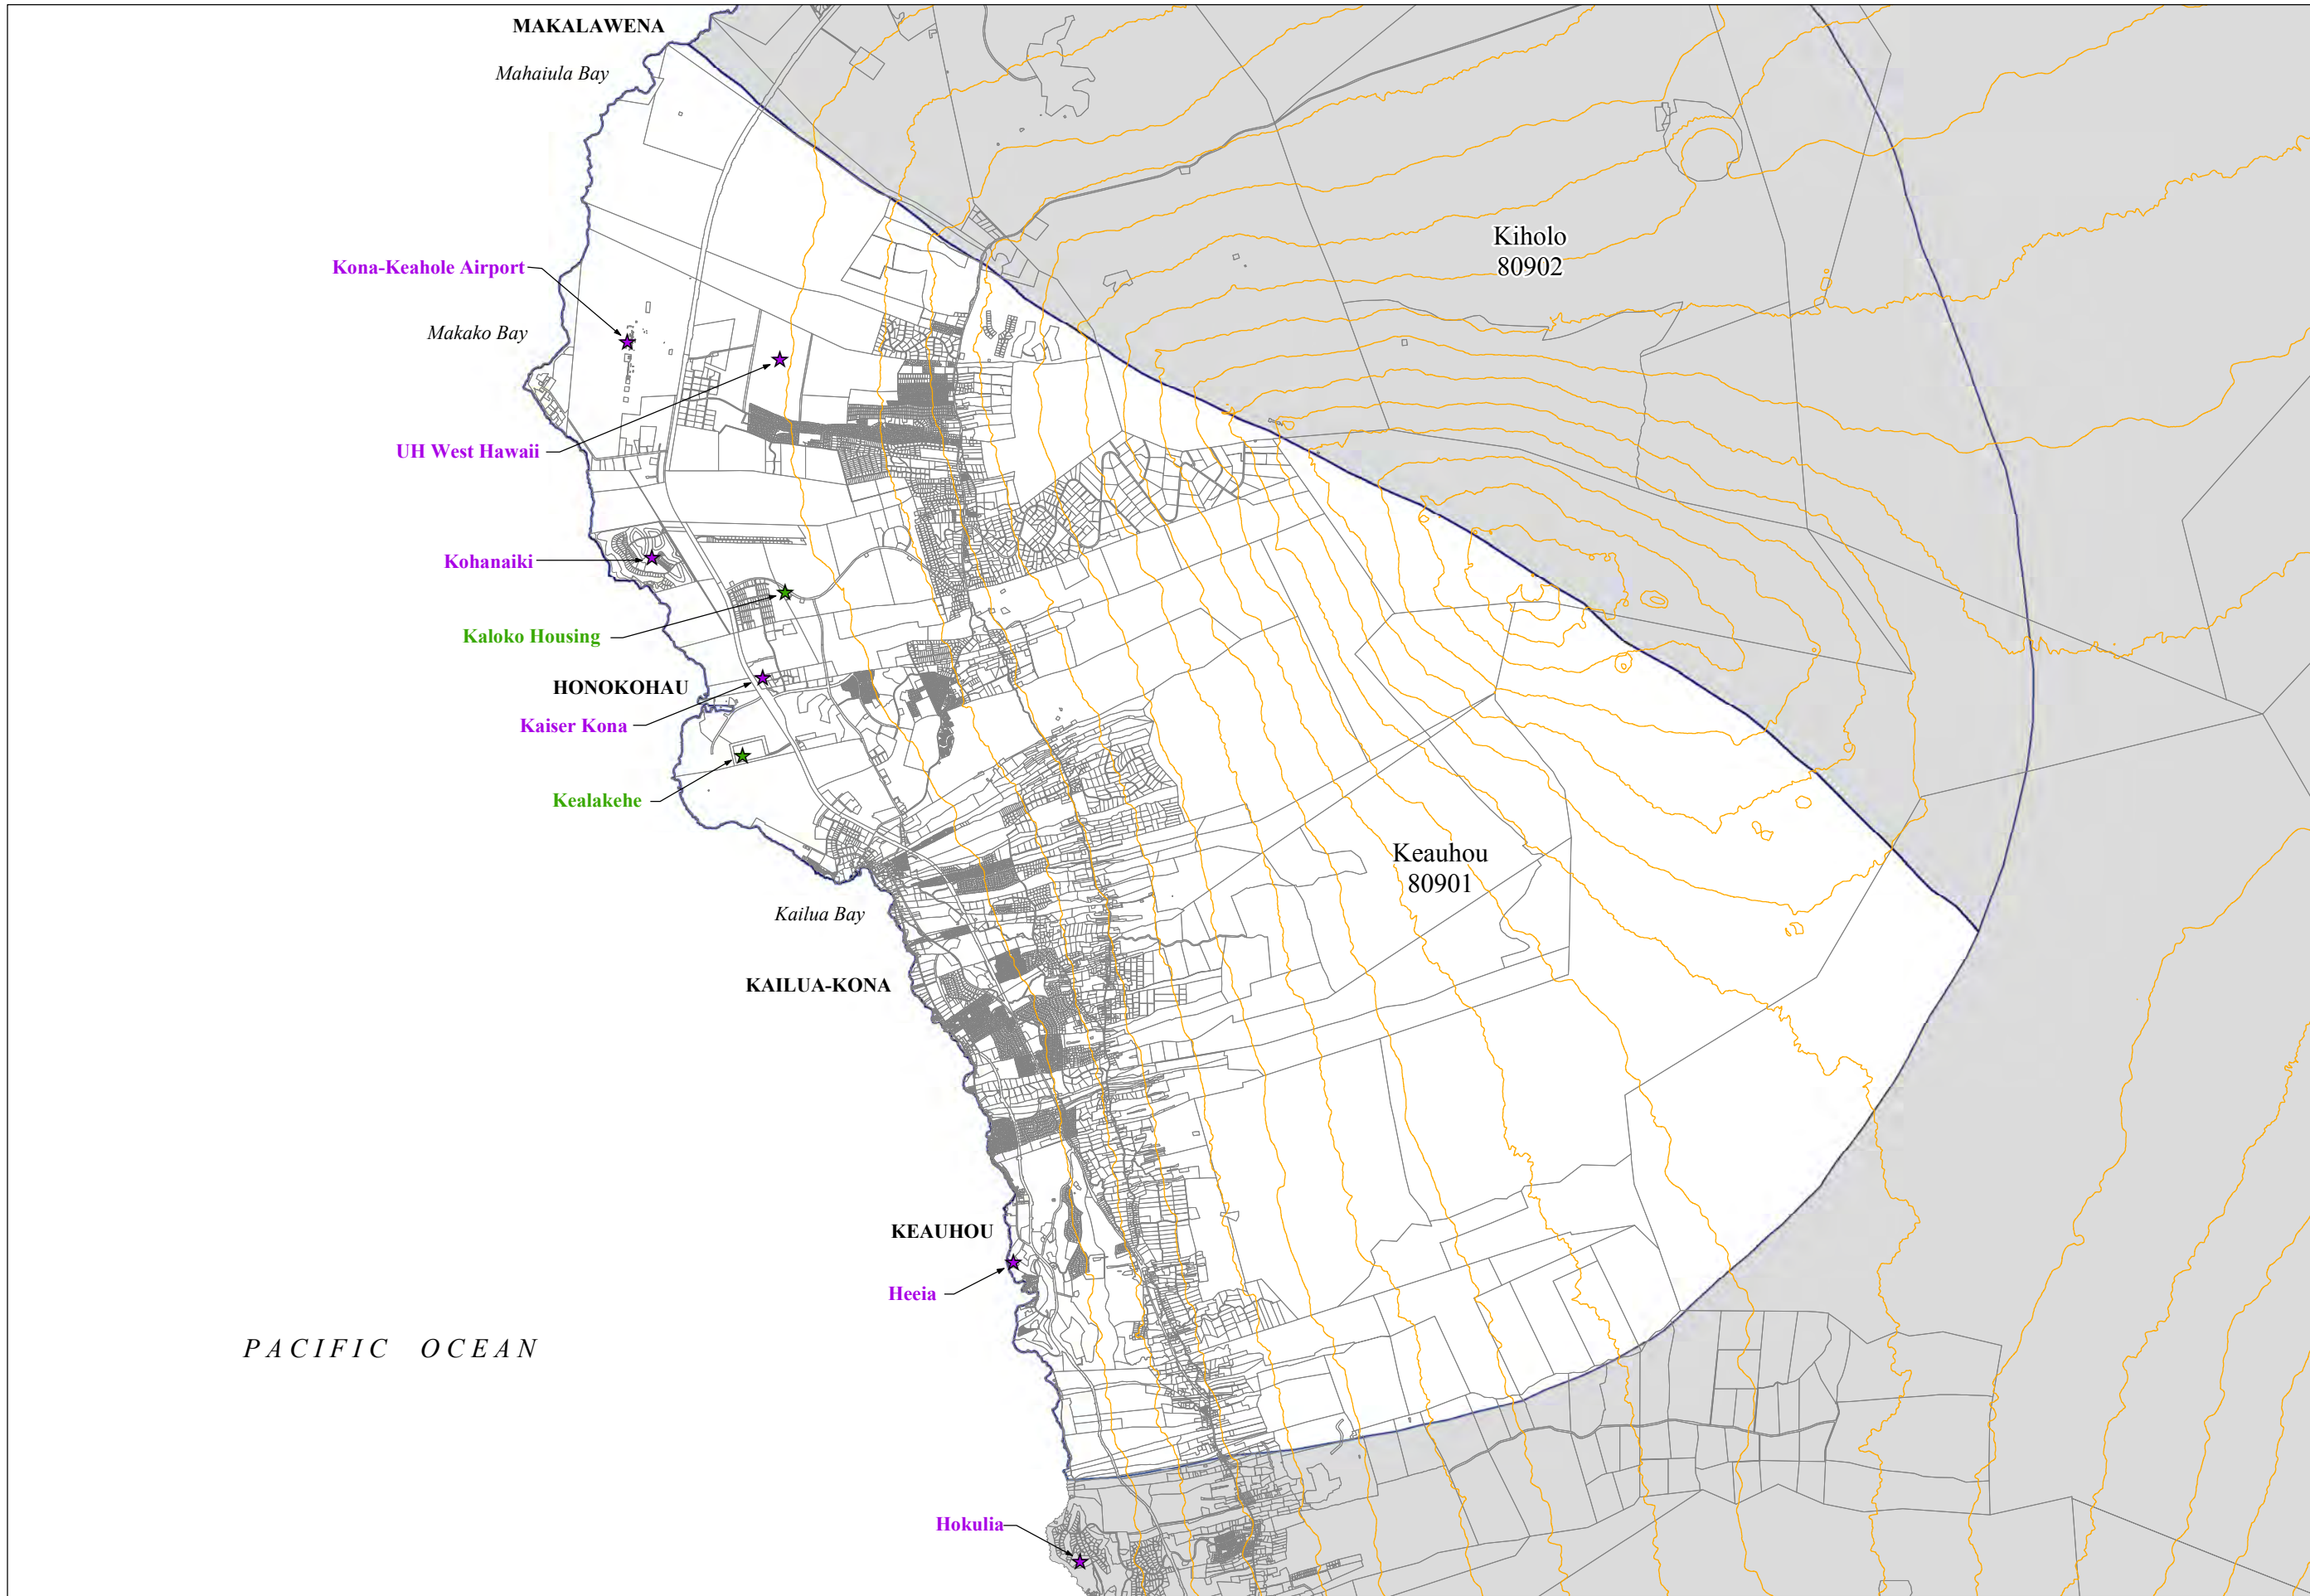 MAKALAWENA
Mahaiula Bay
Kiholo
80902
Kona-Keahole Airport
Makako Bay
UH West Hawaii
Kohanaiki
Kaloko Housing
HONOKOHAU
Kaiser Kona
Kealakehe
Keauhou
80901
Kailua Bay
KAILUA-KONA
KEAUHOU
Heeia
PACIFIC OCEAN
Hokulia